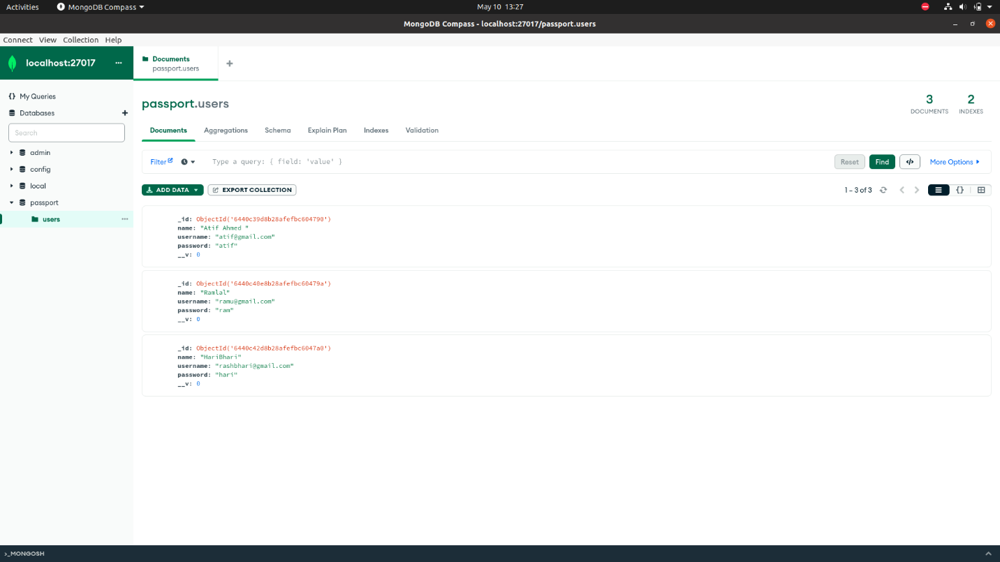 Activities MongoDB Compass May 10 13:27
MongoDB Compass - localhost:27017/passport.users
Connect View Collection Help
localhost:27017 ...
Documents
passport.users
{} My Queries
Databases
Search
admin
config
local
passport
users ...
passport.users
3 DOCUMENTS
2 INDEXES
Documents Aggregations Schema Explain Plan Indexes Validation
Filter Type a query: { field: 'value' } Reset Find </> More Options
ADD DATA EXPORT COLLECTION 1 – 3 of 3 {}
_id: ObjectId('6440c39d8b28afefbc604790')
name: "Atif Ahmed "
username: "atif@gmail.com"
password: "atif"
__v: 0
_id: ObjectId('6440c40e8b28afefbc60479a')
name: "Ramlal"
username: "ramu@gmail.com"
password: "ram"
__v: 0
_id: ObjectId('6440c42d8b28afefbc6047a0')
name: "HariBhari"
username: "rashbhari@gmail.com"
password: "hari"
__v: 0
>_MONGOSH